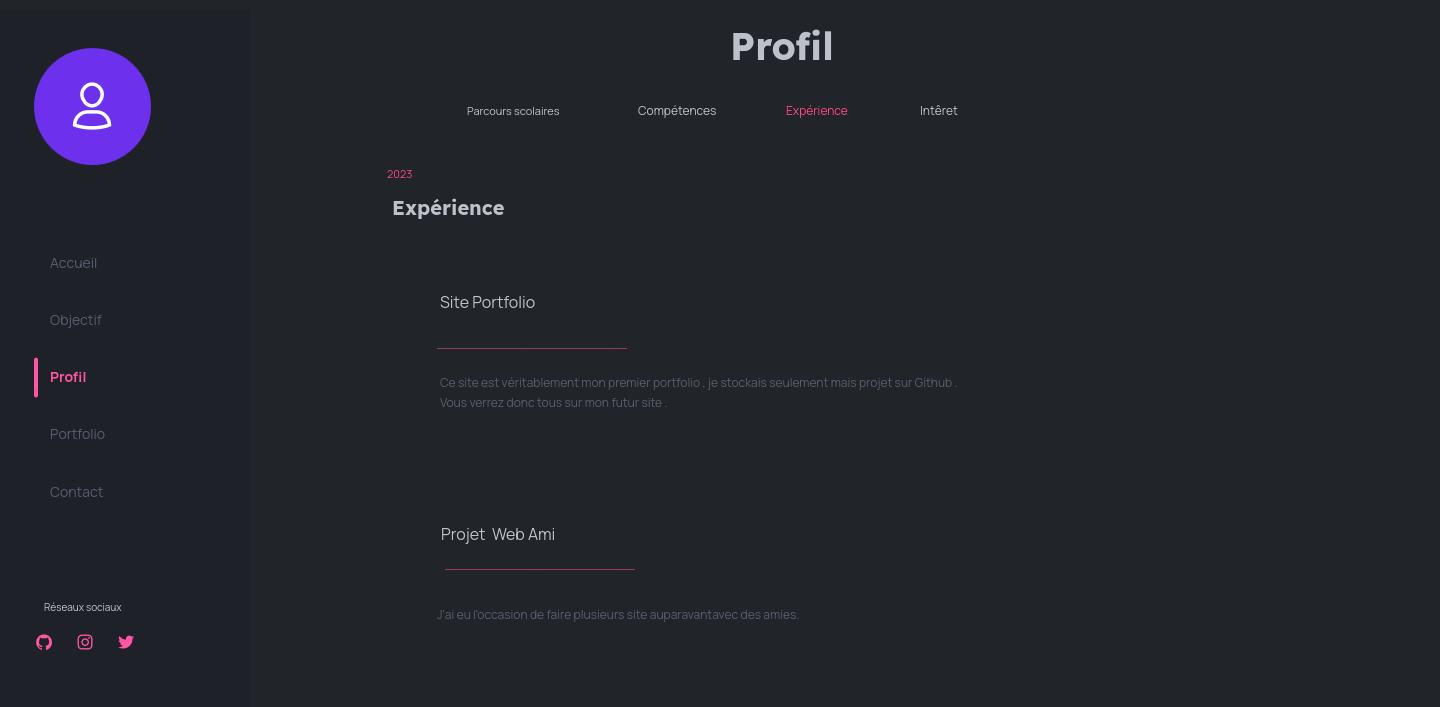 Profil
Parcours scolaires
Compétences
Expérience
Intêret
2023
Expérience
Accueil
Objectif
Profil
Portfolio
Contact
Réseaux sociaux
Site Portfolio
Ce site est véritablement mon premier portfolio , je stockais seulement mais projet sur Github .
Vous verrez donc tous sur mon futur site .
Projet  Web Ami
J'ai eu l'occasion de faire plusieurs site auparavantavec des amies.